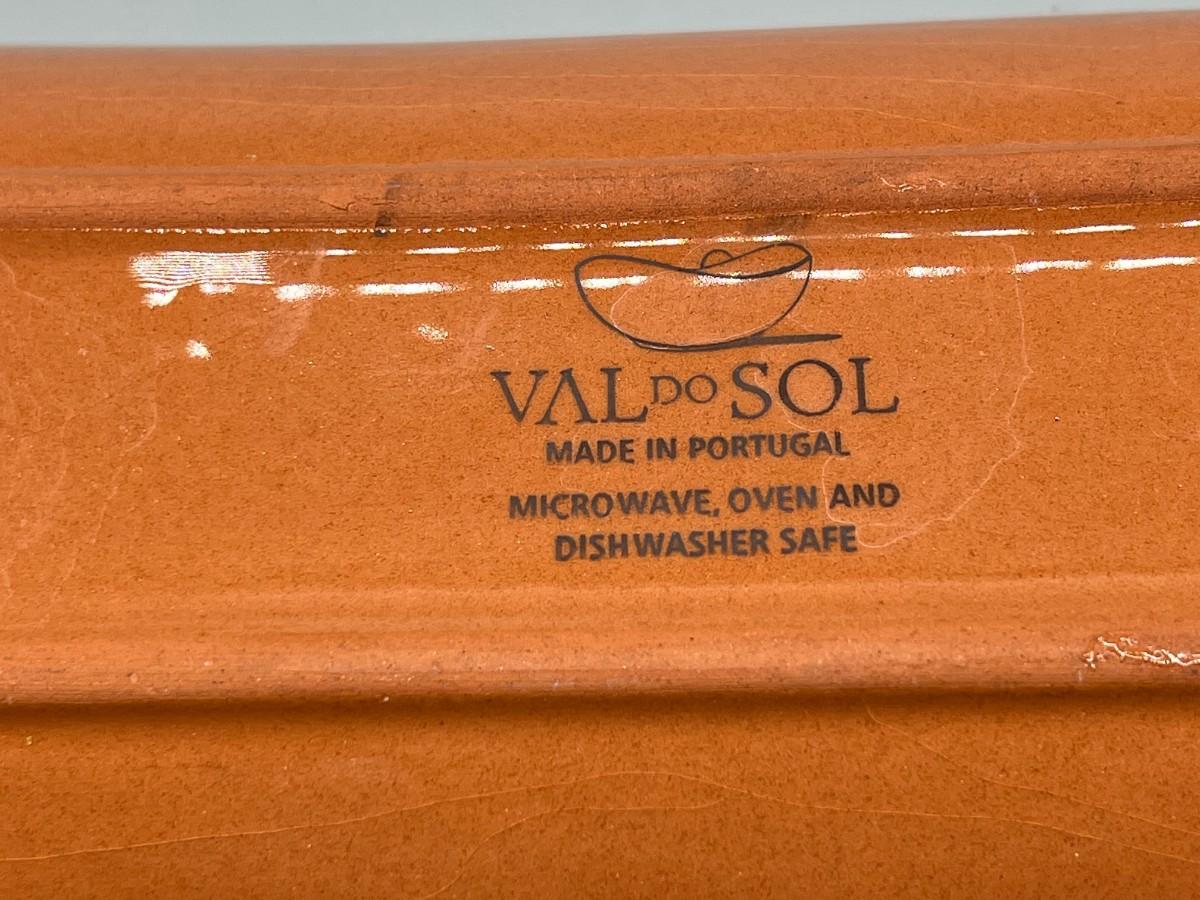 VAL DO SOL
MADE IN PORTUGAL
MICROWAVE, OVEN AND
DISHWASHER SAFE